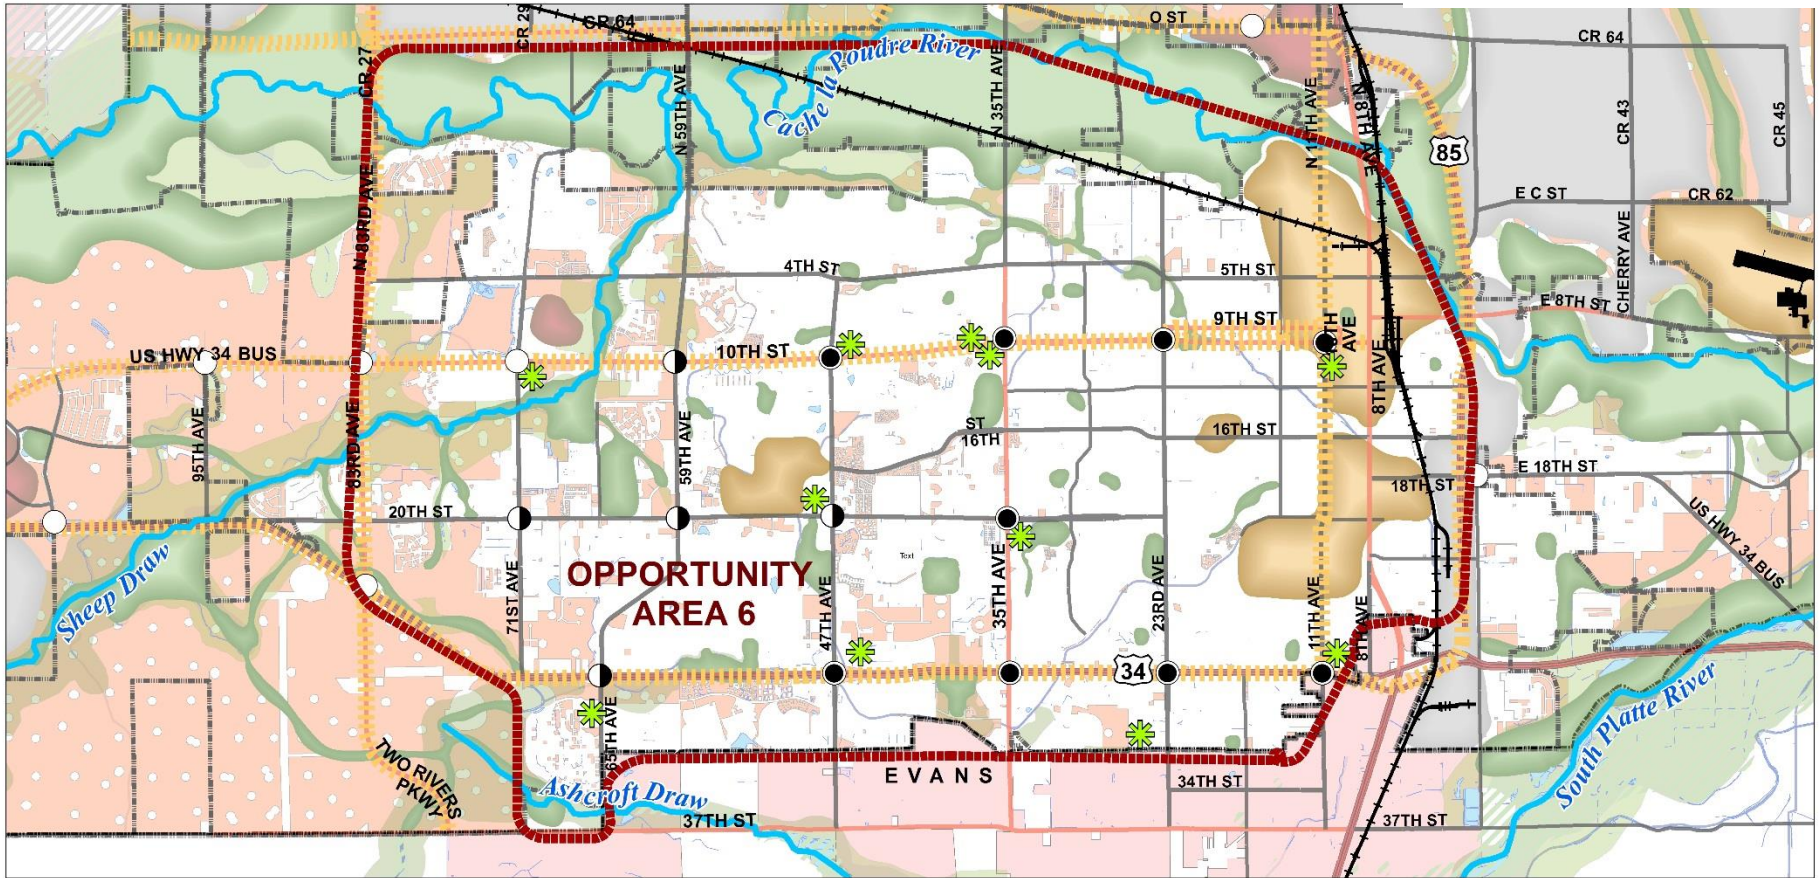 CR 29
CR 64
O ST
CR 64
CR 27
N 59TH AVE
Cache la Poudre River
N 35TH AVE
N 11TH AVE
N 8TH AVE
85
CR 43
CR 45
N 83RD AVE
E C ST
CR 62
CHERRY AVE
4TH ST
5TH ST
E 8TH ST
US HWY 34 BUS
10TH ST
9TH ST
10TH
AVE
8TH AVE
95TH AVE
83RD AVE
59TH AVE
ST
16TH
16TH ST
E 18TH ST
18TH ST
20TH ST
US HWY 34 BUS
Sheep Draw
71ST AVE
OPPORTUNITY
AREA 6
Text
47TH AVE
35TH AVE
23RD AVE
11TH AVE
8TH AVE
34
65TH AVE
South Platte River
TWO RIVERS
PKWY
Ashcroft Draw
EVANS
34TH ST
37TH ST
37TH ST